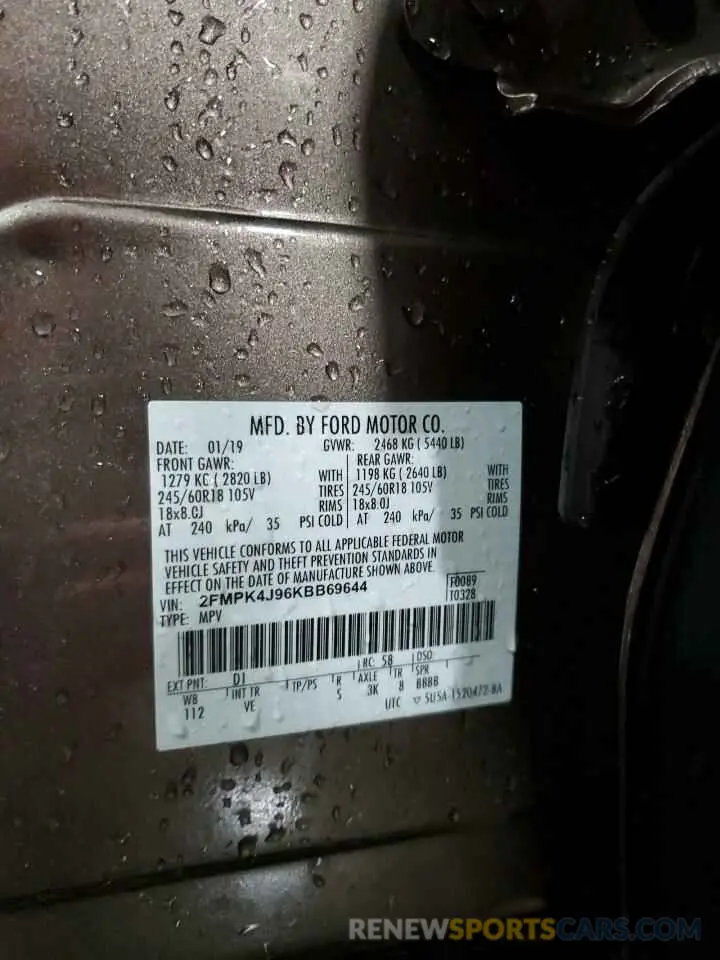 MFD. BY FORD MOTOR CO.
DATE: 01/19 GVWR: 2468 KG ( 5440 LB)
FRONT GAWR: REAR GAWR:
1279 KG ( 2820 LB) WITH 1198 KG ( 2640 LB) WITH
245/60R18 105V TIRES 245/60R18 105V TIRES
18x8.0J RIMS 18x8.0J RIMS
AT 240 kPa/ 35 PSI COLD AT 240 kPa/ 35 PSI COLD
THIS VEHICLE CONFORMS TO ALL APPLICABLE FEDERAL MOTOR
VEHICLE SAFETY AND THEFT PREVENTION STANDARDS IN
EFFECT ON THE DATE OF MANUFACTURE SHOWN ABOVE.
VIN: 2FMPK4J96KBB69644 F0089
TYPE: MPV T0328
EXT PNT: DJ RC: 58 DSO:
WB INT TR TP/PS R AXLE TR SPR
112 VE 5 3K 8 BBBB
UTC ▽ 5U5A-1520472-BA
RENEWSPORTSCARS.COM